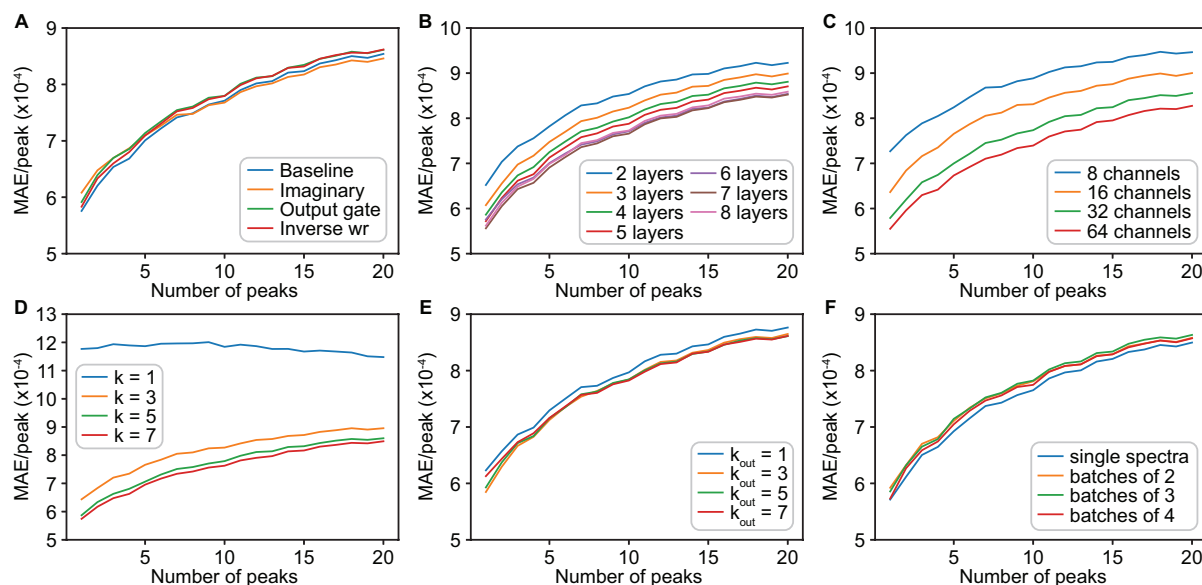 A
MAE/peak (x10⁻⁴)
9
8
7
6
5
5
10
15
20
Number of peaks
Baseline
Imaginary
Output gate
Inverse wr
B
MAE/peak (x10⁻⁴)
10
9
8
7
6
5
5
10
15
20
Number of peaks
2 layers
3 layers
4 layers
5 layers
6 layers
7 layers
8 layers
C
MAE/peak (x10⁻⁴)
10
9
8
7
6
5
5
10
15
20
Number of peaks
8 channels
16 channels
32 channels
64 channels
D
MAE/peak (x10⁻⁴)
13
12
11
10
9
8
7
6
5
5
10
15
20
Number of peaks
k = 1
k = 3
k = 5
k = 7
E
MAE/peak (x10⁻⁴)
9
8
7
6
5
5
10
15
20
Number of peaks
k_out = 1
k_out = 3
k_out = 5
k_out = 7
F
MAE/peak (x10⁻⁴)
9
8
7
6
5
5
10
15
20
Number of peaks
single spectra
batches of 2
batches of 3
batches of 4